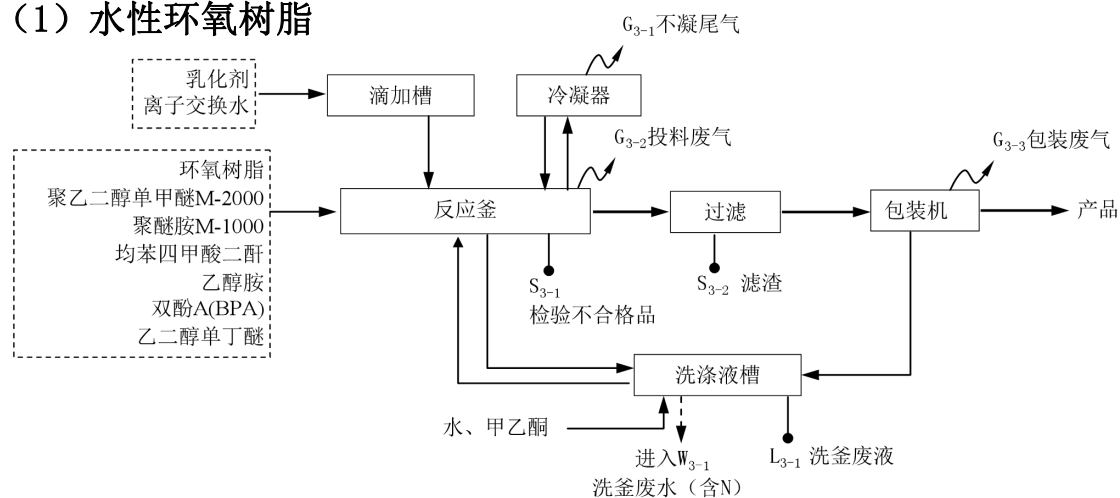 （1）水性环氧树脂
G3-1不凝尾气
乳化剂
离子交换水
滴加槽
冷凝器
G3-2投料废气
G3-3包装废气
环氧树脂
聚乙二醇单甲醚M-2000
聚醚胺M-1000
均苯四甲酸二酐
乙醇胺
双酚A(BPA)
乙二醇单丁醚
反应釜
过滤
包装机
产品
S3-1
检验不合格品
S3-2 滤渣
洗涤液槽
水、甲乙酮
进入W3-1
洗釜废水（含N）
L3-1 洗釜废液